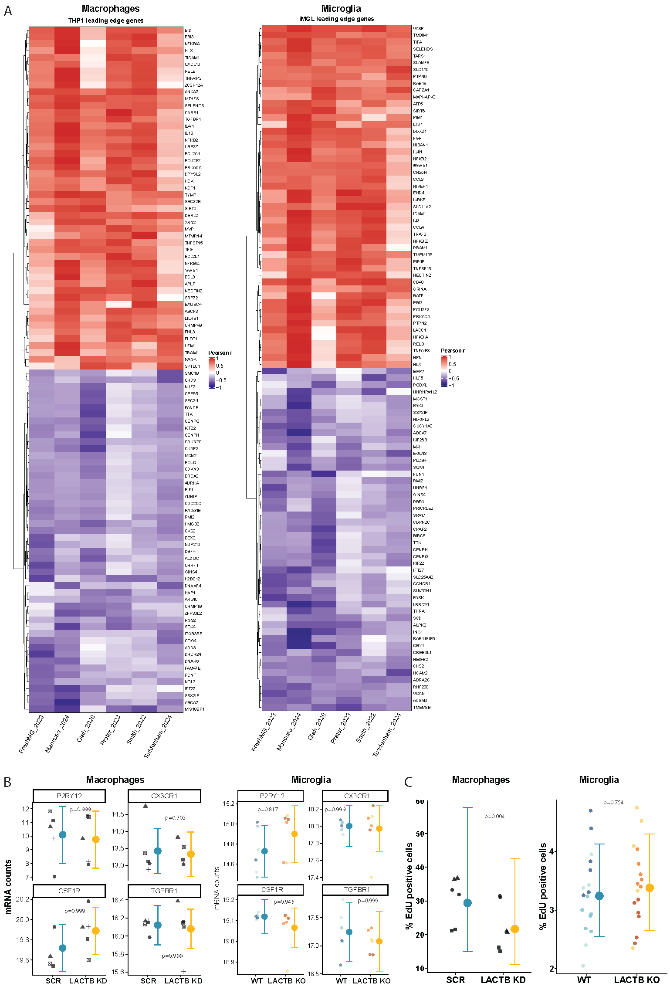 A
Macrophages
THP1 leading edge genes
BID
EBI3
NFKBIA
HLX
TICAM1
CXCL10
RELB
TNFAIP3
ZC3H12A
ANXA7
MTHFS
SELENOS
CARS1
TGFBR1
IL4I1
IL1B
NFKB2
UBE2Z
BCL2A1
POU2F2
PRKACA
DPYSL2
HCK
NCF1
TYMP
SEC22B
SIRT6
DERL2
XRN2
MVP
MTMR14
TNFSF15
TFG
BCL2L1
NFKBIZ
YARS1
BCL3
APLF
NECTIN2
SRP72
EXOSC4
ABCF3
LILRB1
CHMP4B
FHL3
FLOT1
UFM1
TRAM1
NAGK
SPTLC1
SMC1B
CHD3
NUF2
CEP55
SPC24
FANCB
TTK
CENPQ
KIF22
CENPN
CDKN2C
CKAP2
MCM2
POLQ
CDKN3
BRCA2
AURKA
PIF1
AUNIP
CDC25C
RAD54B
RMI2
HMGB2
CKS2
BEX3
NUP210
DBF4
ALDOC
UHRF1
GINS4
H2BC12
DNAAF4
HAP1
ARL4C
CHMP1B
ZFP36L2
RGS2
SOX4
ITGB3BP
COG4
ADD3
DHCR24
DNAH6
FAM47E
PCNT
NOL3
IFT27
SSX2IP
ABCA7
MIS18BP1
FreshMG_2023
Mancuso_2024
Olah_2020
Prater_2023
Smith_2022
Tuddenham_2024
Pearson r
1
0.5
0
−0.5
−1
Microglia
iMGL leading edge genes
VASP
TMBIM1
TIFA
SELENOS
TARS1
SLAMF8
SLC1A5
PTPN6
RAB18
CAPZA1
MAPKAPK3
ATF5
SIRT6
PIM1
LTV1
DDX21
FGR
NIBAN1
IL4I1
NFKB2
WARS1
CH25H
CCL3
HIVEP1
EHD4
IKBKE
SLC11A2
ICAM1
IL6
CCL4
TRAF3
NFKBIZ
DRAM1
TMEM138
EIF4E
TNFSF15
NECTIN2
CD40
GRINA
BATF
EBI3
POU2F2
PRKACA
PTPN2
LACC1
NFKBIA
RELB
TNFAIP3
HPN
HLX
MPP7
KLF5
PODXL
HNRNPA1L2
MGST1
PAK3
SSX2IP
HDGFL2
GUCY1A2
ABCA7
KIF26B
MXI1
EGLN3
PLCB4
SOX4
FCN1
RMI2
UHRF1
GINS4
DBF4
PRICKLE2
SPA17
CDKN2C
CKAP2
BIRC5
TTK
CENPH
CENPQ
KIF22
IFT27
SLC25A42
CCHCR1
SUV39H1
PASK
LRRC24
THRA
SCD
ALPK2
ING1
RAB11FIP5
CBY1
CREB3L1
HMGB2
CKS2
NCAM2
ADRA2C
RNF208
VCAN
ACSM3
TMEM8B
FreshMG_2023
Mancuso_2024
Olah_2020
Prater_2023
Smith_2022
Tuddenham_2024
Pearson r
1
0.5
0
−0.5
−1
B
Macrophages
mRNA counts
P2RY12
p=0.999
12
11
10
9
8
7
CX3CR1
p=0.702
14.5
14.0
13.5
13.0
CSF1R
p=0.999
20.2
20.0
19.8
19.6
TGFBR1
p=0.999
16.4
16.2
16.0
15.8
15.6
SCR
LACTB KD
SCR
LACTB KD
Microglia
mRNA counts
P2RY12
p=0.817
15.2
15.0
14.8
14.6
CX3CR1
p=0.999
18.2
18.0
17.8
17.6
17.4
CSF1R
p=0.945
19.2
19.1
19.0
18.9
TGFBR1
p=0.999
17.5
17.0
16.5
WT
LACTB KO
WT
LACTB KO
C
Macrophages
% EdU positive cells
p=0.004
60
50
40
30
20
10
SCR
LACTB KD
Microglia
% EdU positive cells
p=0.754
4
3
2
WT
LACTB KO